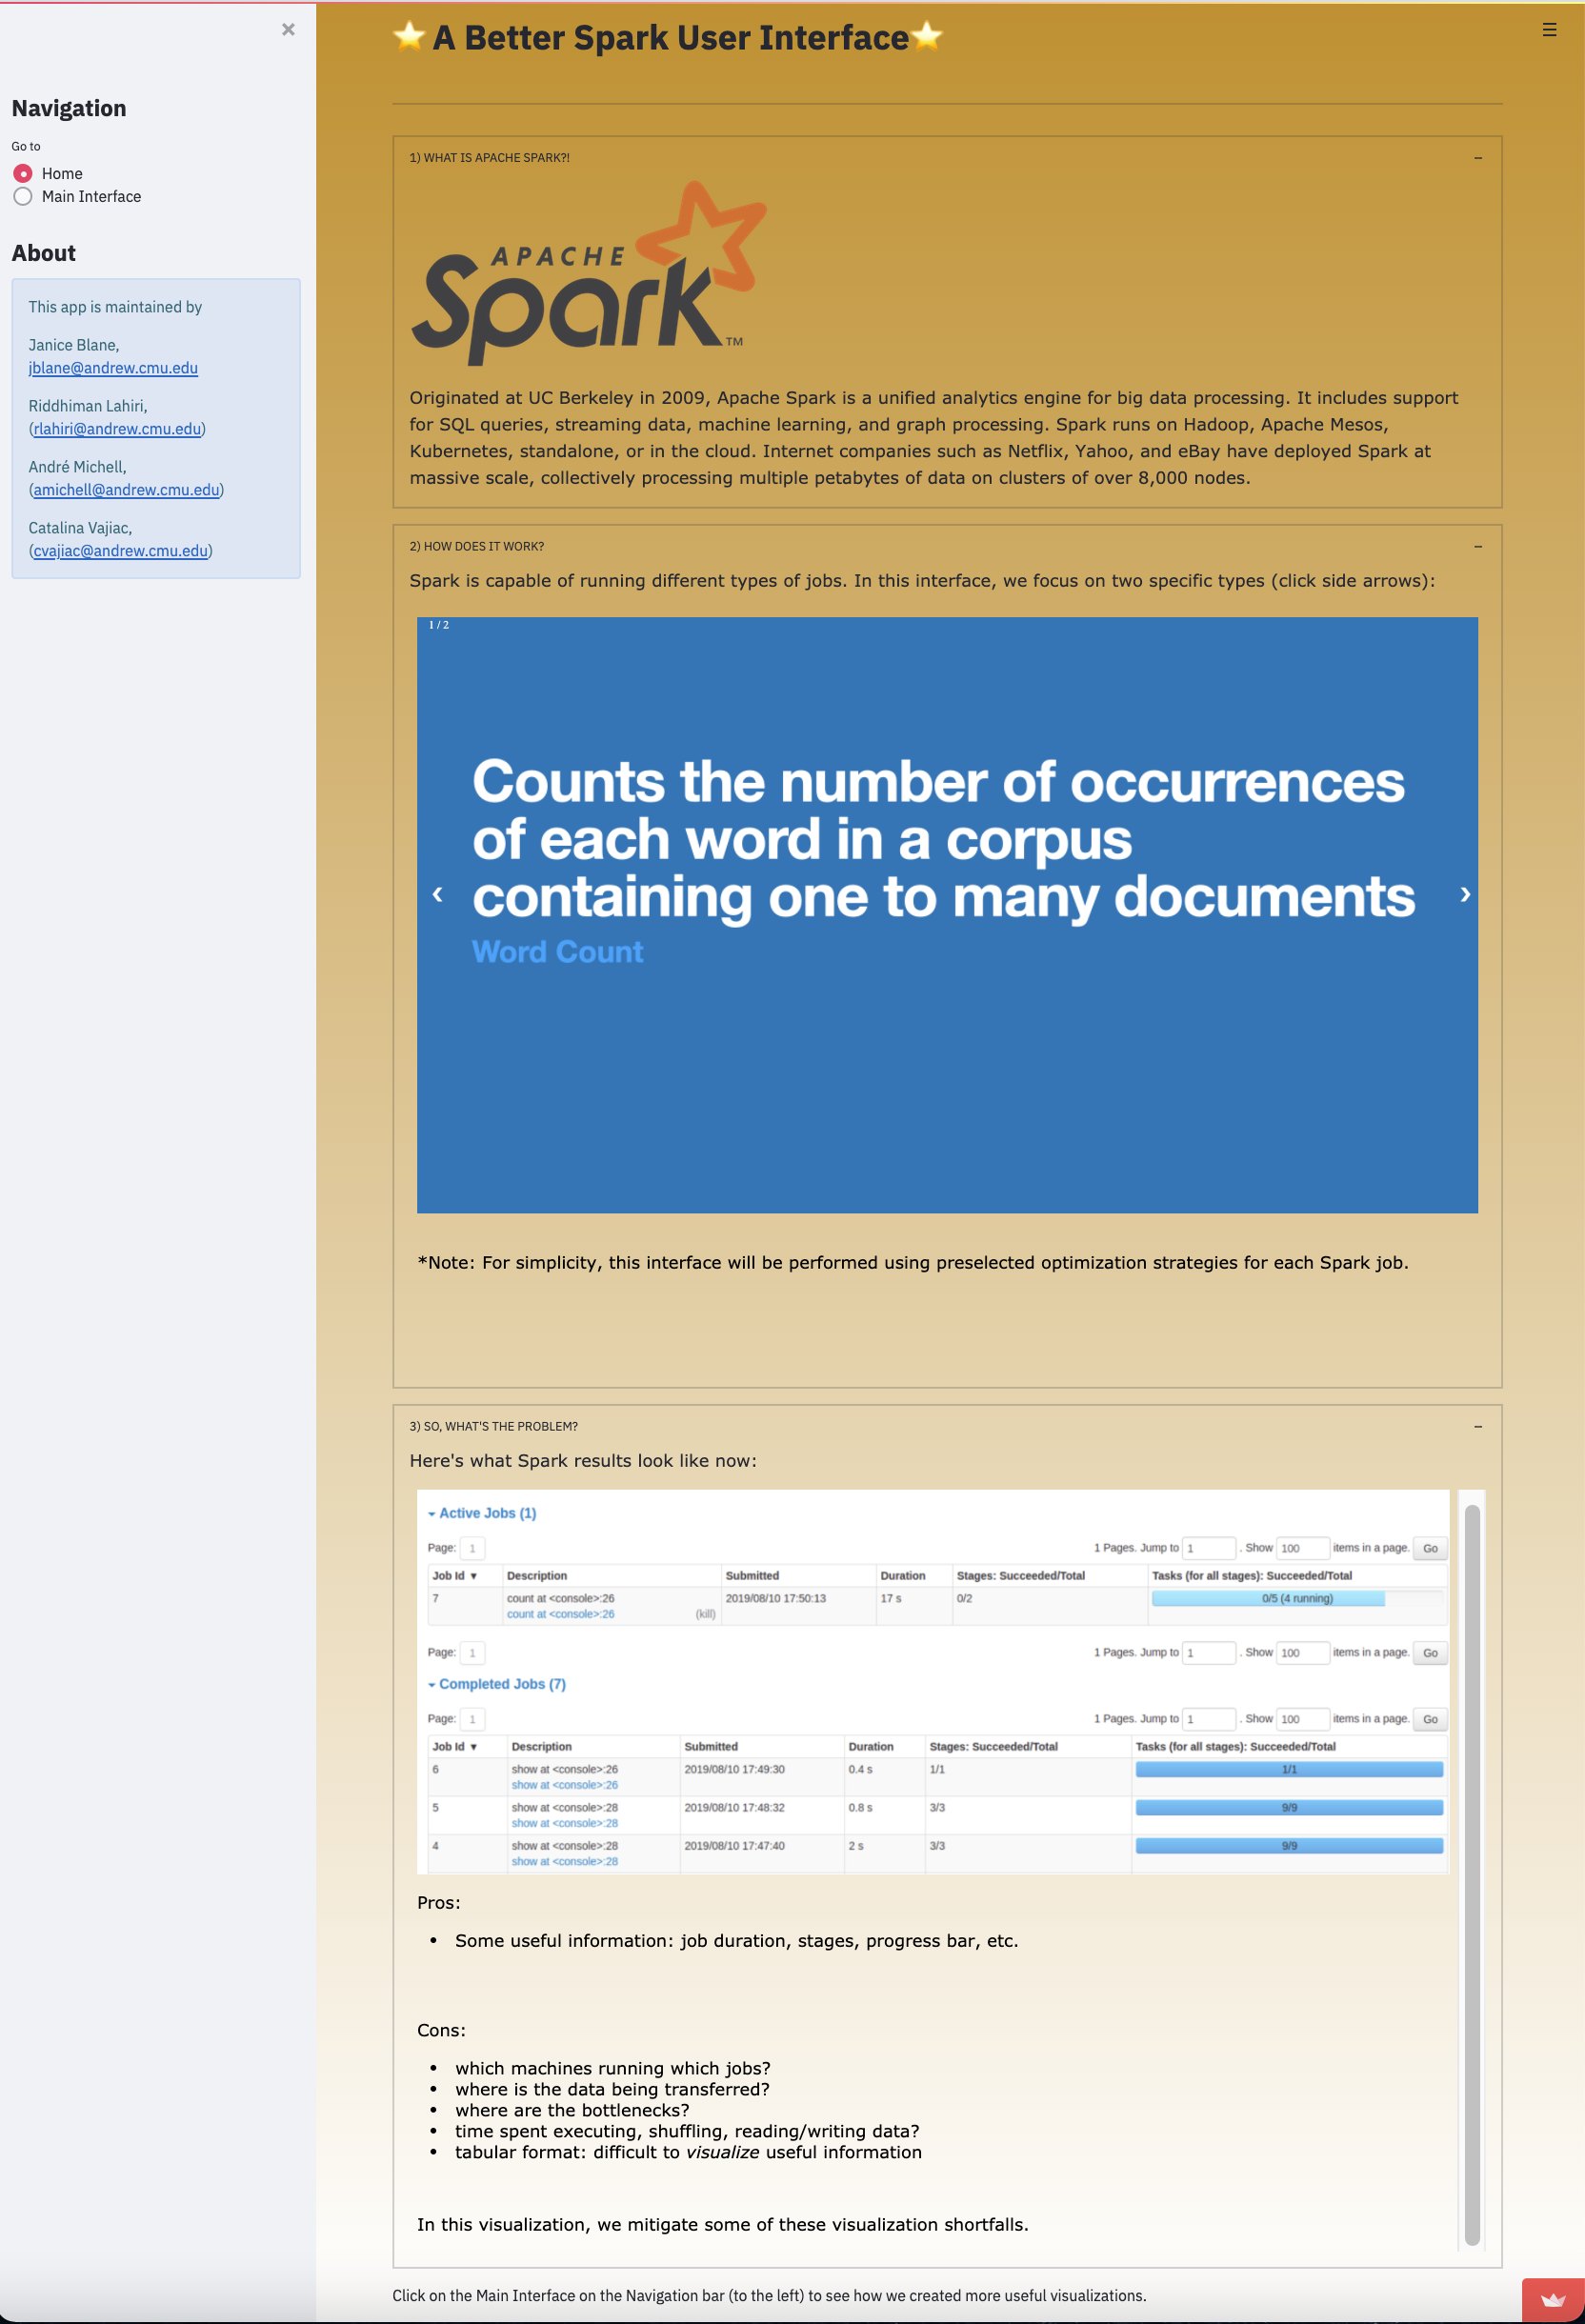 Navigation
Go to
Home
Main Interface
About
This app is maintained by
Janice Blane,
jblane@andrew.cmu.edu
Riddhiman Lahiri,
(rlahiri@andrew.cmu.edu)
André Michell,
(amichell@andrew.cmu.edu)
Catalina Vajiac,
(cvajiac@andrew.cmu.edu)
A Better Spark User Interface
1) WHAT IS APACHE SPARK?!
APACHE
Spark™
Originated at UC Berkeley in 2009, Apache Spark is a unified analytics engine for big data processing. It includes support
for SQL queries, streaming data, machine learning, and graph processing. Spark runs on Hadoop, Apache Mesos,
Kubernetes, standalone, or in the cloud. Internet companies such as Netflix, Yahoo, and eBay have deployed Spark at
massive scale, collectively processing multiple petabytes of data on clusters of over 8,000 nodes.
2) HOW DOES IT WORK?
Spark is capable of running different types of jobs. In this interface, we focus on two specific types (click side arrows):
1 / 2
Counts the number of occurrences
of each word in a corpus
containing one to many documents
Word Count
*Note: For simplicity, this interface will be performed using preselected optimization strategies for each Spark job.
3) SO, WHAT'S THE PROBLEM?
Here's what Spark results look like now:
Active Jobs (1)
Page: 1 1 Pages. Jump to 1 . Show 100 items in a page. Go
Job Id ▼ Description Submitted Duration Stages: Succeeded/Total Tasks (for all stages): Succeeded/Total
7 count at <console>:26 2019/08/10 17:50:13 17 s 0/2 0/5 (4 running)
count at <console>:26 (kill)
Page: 1 1 Pages. Jump to 1 . Show 100 items in a page. Go
Completed Jobs (7)
Page: 1 1 Pages. Jump to 1 . Show 100 items in a page. Go
Job Id ▼ Description Submitted Duration Stages: Succeeded/Total Tasks (for all stages): Succeeded/Total
6 show at <console>:26 2019/08/10 17:49:30 0.4 s 1/1 1/1
show at <console>:26
5 show at <console>:28 2019/08/10 17:48:32 0.8 s 3/3 9/9
show at <console>:28
4 show at <console>:28 2019/08/10 17:47:40 2 s 3/3 9/9
show at <console>:28
Pros:
• Some useful information: job duration, stages, progress bar, etc.
Cons:
• which machines running which jobs?
• where is the data being transferred?
• where are the bottlenecks?
• time spent executing, shuffling, reading/writing data?
• tabular format: difficult to visualize useful information
In this visualization, we mitigate some of these visualization shortfalls.
Click on the Main Interface on the Navigation bar (to the left) to see how we created more useful visualizations.